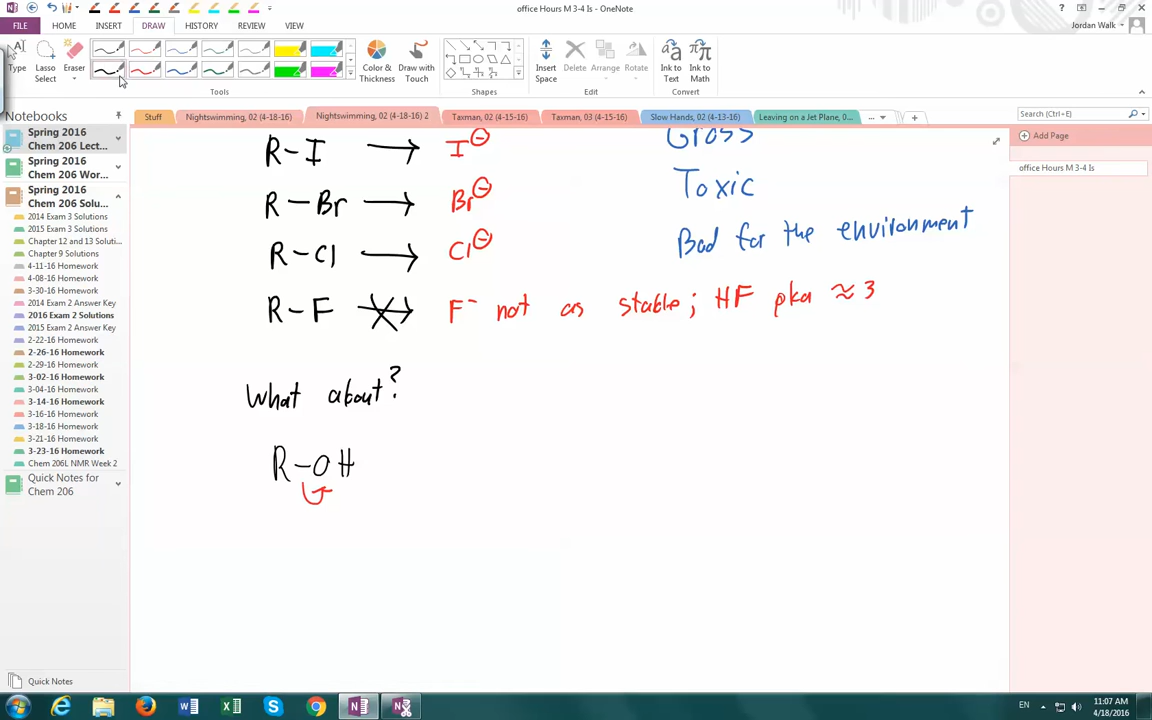 office Hours M 3-4 Is - OneNote
Jordan Walk
FILE HOME INSERT DRAW HISTORY REVIEW VIEW
Type
Lasso Select
Eraser
Color & Thickness
Draw with Touch
Insert Space
Delete
Arrange
Rotate
Ink to Text
Ink to Math
Tools
Shapes
Edit
Convert
Notebooks
Stuff
Nightswimming, 02 (4-18-16)
Nightswimming, 02 (4-18-16) 2
Taxman, 02 (4-15-16)
Taxman, 03 (4-15-16)
Slow Hands, 02 (4-13-16)
Leaving on a Jet Plane, 0...
...
Search (Ctrl+E)
Add Page
office Hours M 3-4 Is
Spring 2016
Chem 206 Lect...
Spring 2016
Chem 206 Wor...
Spring 2016
Chem 206 Solu...
2014 Exam 3 Solutions
2015 Exam 3 Solutions
Chapter 12 and 13 Soluti...
Chapter 9 Solutions
4-11-16 Homework
4-08-16 Homework
3-30-16 Homework
2014 Exam 2 Answer Key
2016 Exam 2 Solutions
2015 Exam 2 Answer Key
2-22-16 Homework
2-26-16 Homework
2-29-16 Homework
3-02-16 Homework
3-04-16 Homework
3-14-16 Homework
3-16-16 Homework
3-18-16 Homework
3-21-16 Homework
3-23-16 Homework
Chem 206L NMR Week 2
Quick Notes for
Chem 206
Quick Notes
R-I → I⊖
R-Br → Br⊖
R-Cl → Cl⊖
R-F → F⁻ not as stable; HF pka ≈ 3
Gross
Toxic
Bad for the environment
What about?
R-OH
EN
11:07 AM
4/18/2016